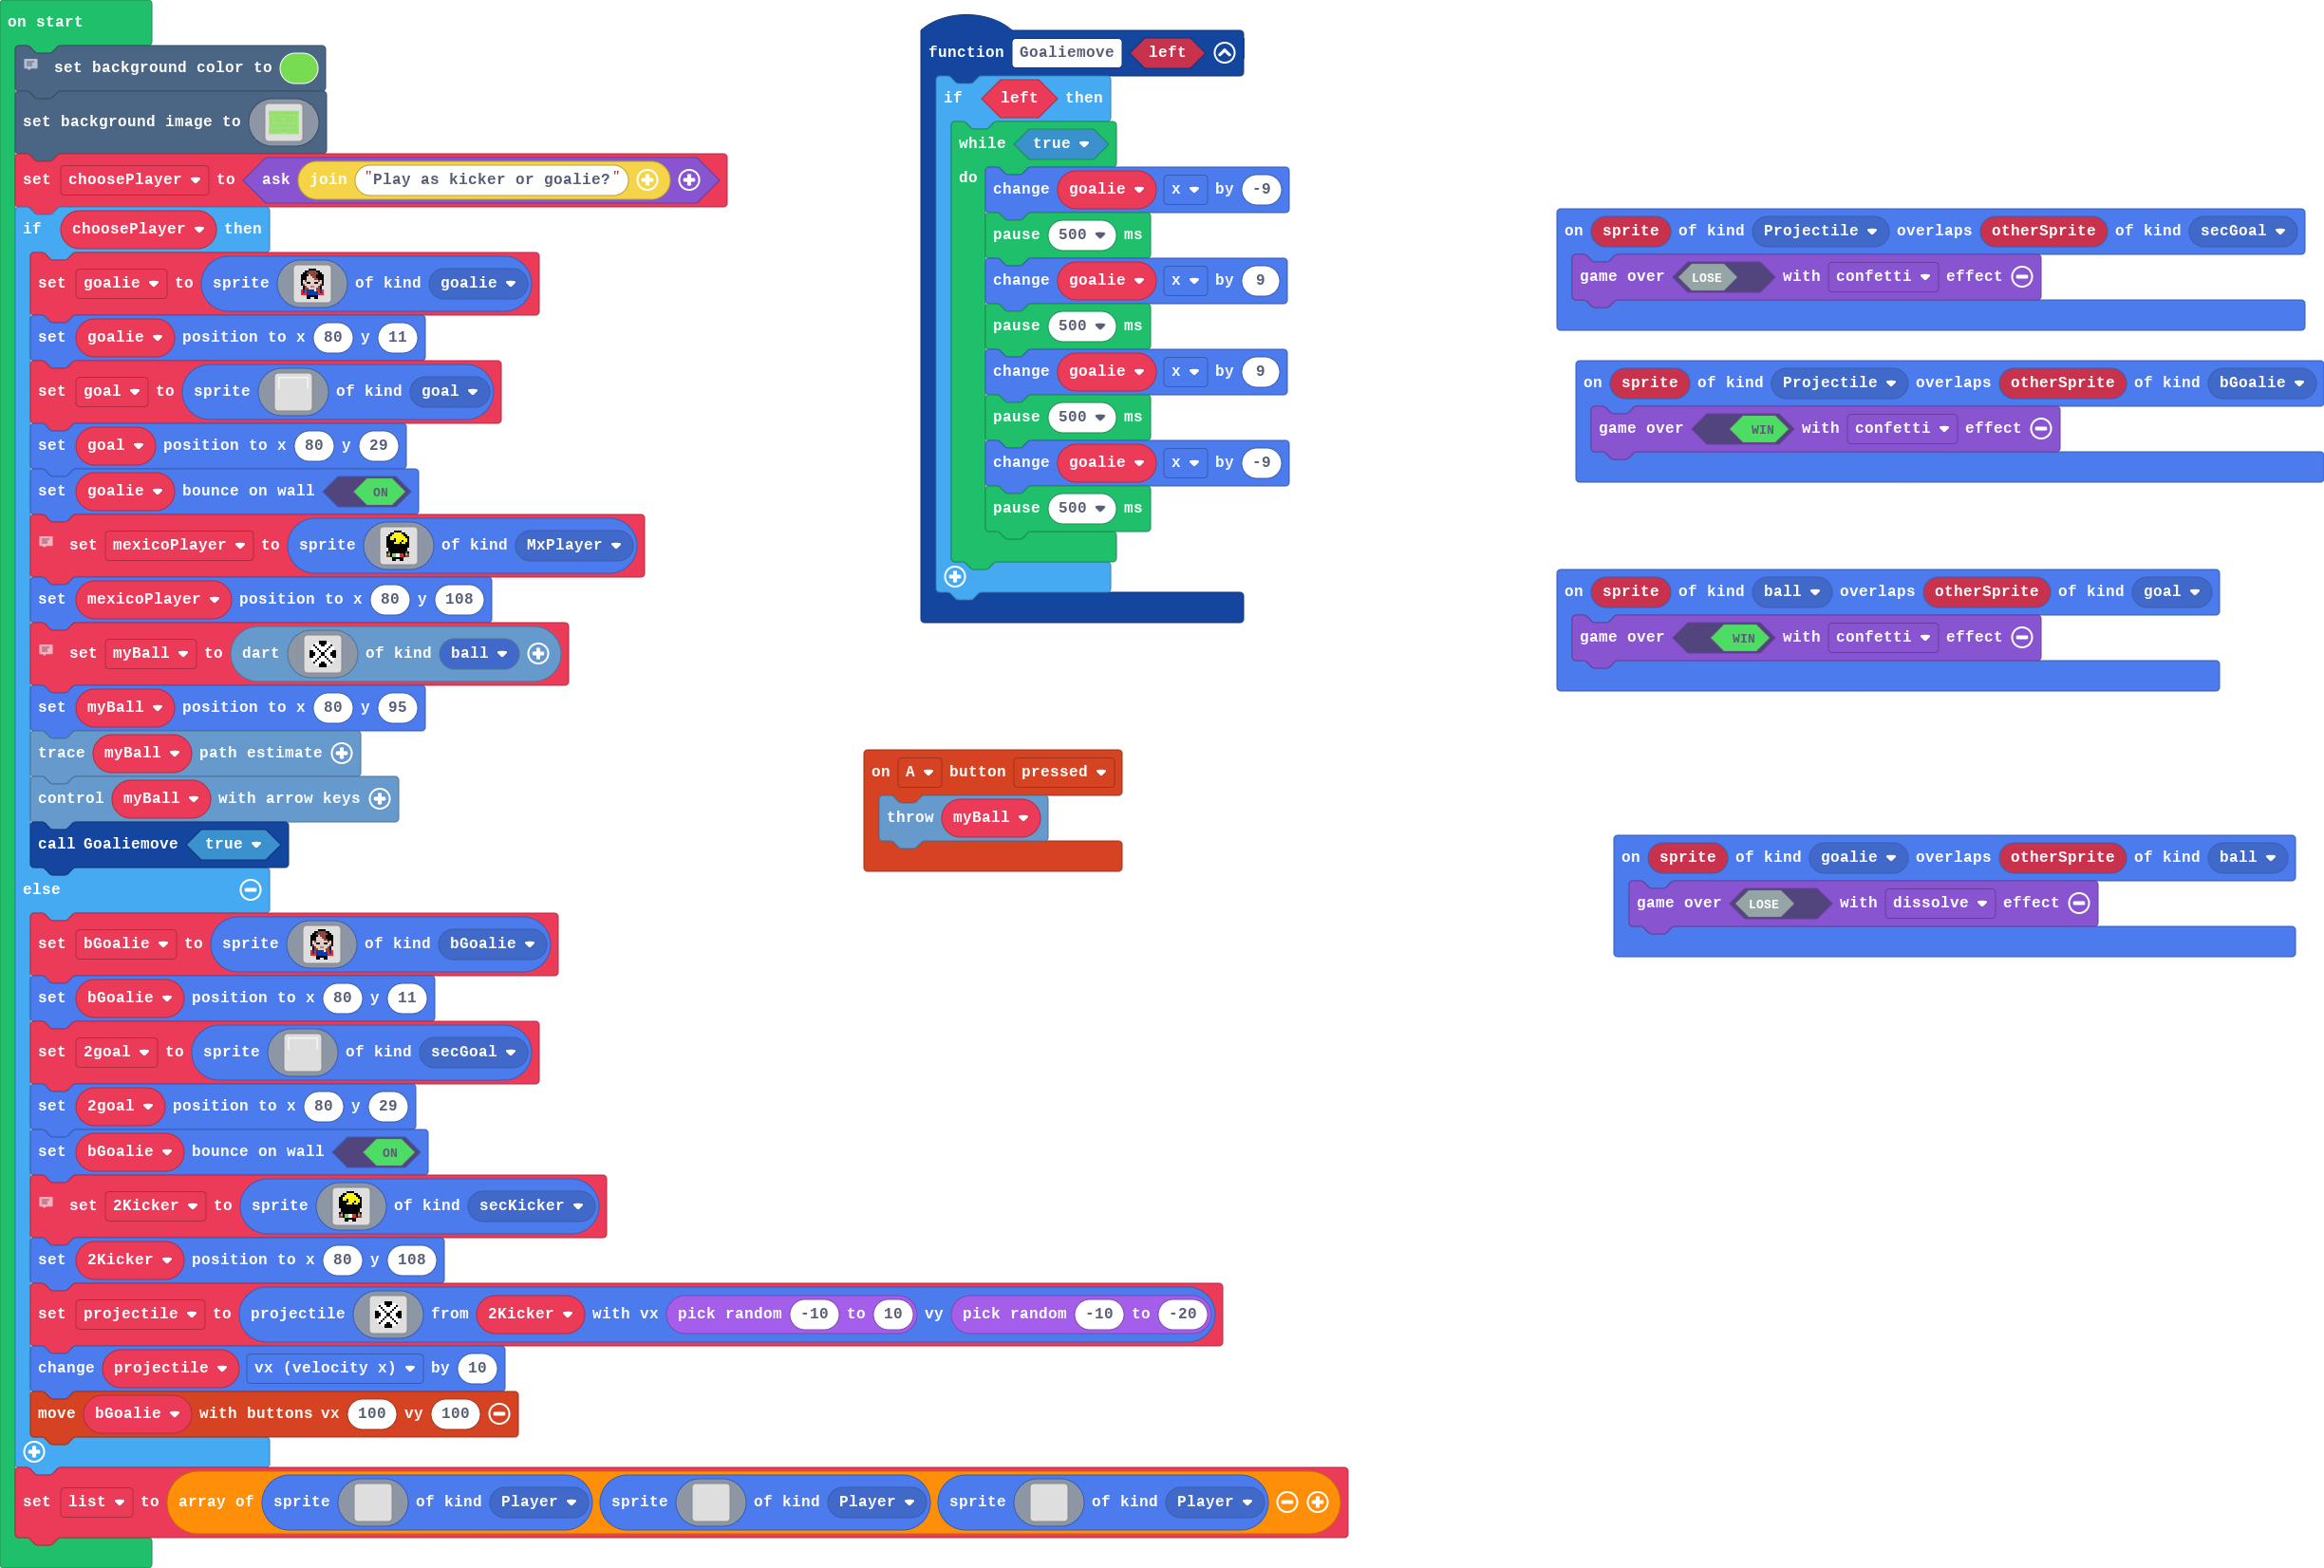 on start
set background color to
set background image to
set choosePlayer to ask join "Play as kicker or goalie?"
if choosePlayer then
set goalie to sprite of kind goalie
set goalie position to x 80 y 11
set goal to sprite of kind goal
set goal position to x 80 y 29
set goalie bounce on wall ON
set mexicoPlayer to sprite of kind MxPlayer
set mexicoPlayer position to x 80 y 108
set myBall to dart of kind ball
set myBall position to x 80 y 95
trace myBall path estimate
control myBall with arrow keys
call Goaliemove true
else
set bGoalie to sprite of kind bGoalie
set bGoalie position to x 80 y 11
set 2goal to sprite of kind secGoal
set 2goal position to x 80 y 29
set bGoalie bounce on wall ON
set 2Kicker to sprite of kind secKicker
set 2Kicker position to x 80 y 108
set projectile to projectile from 2Kicker with vx pick random -10 to 10 vy pick random -10 to -20
change projectile vx (velocity x) by 10
move bGoalie with buttons vx 100 vy 100
set list to array of sprite of kind Player sprite of kind Player sprite of kind Player
function Goaliemove left
if left then
while true
do
change goalie x by -9
pause 500 ms
change goalie x by 9
pause 500 ms
change goalie x by 9
pause 500 ms
change goalie x by -9
pause 500 ms
on A button pressed
throw myBall
on sprite of kind Projectile overlaps otherSprite of kind secGoal
game over LOSE with confetti effect
on sprite of kind Projectile overlaps otherSprite of kind bGoalie
game over WIN with confetti effect
on sprite of kind ball overlaps otherSprite of kind goal
game over WIN with confetti effect
on sprite of kind goalie overlaps otherSprite of kind ball
game over LOSE with dissolve effect